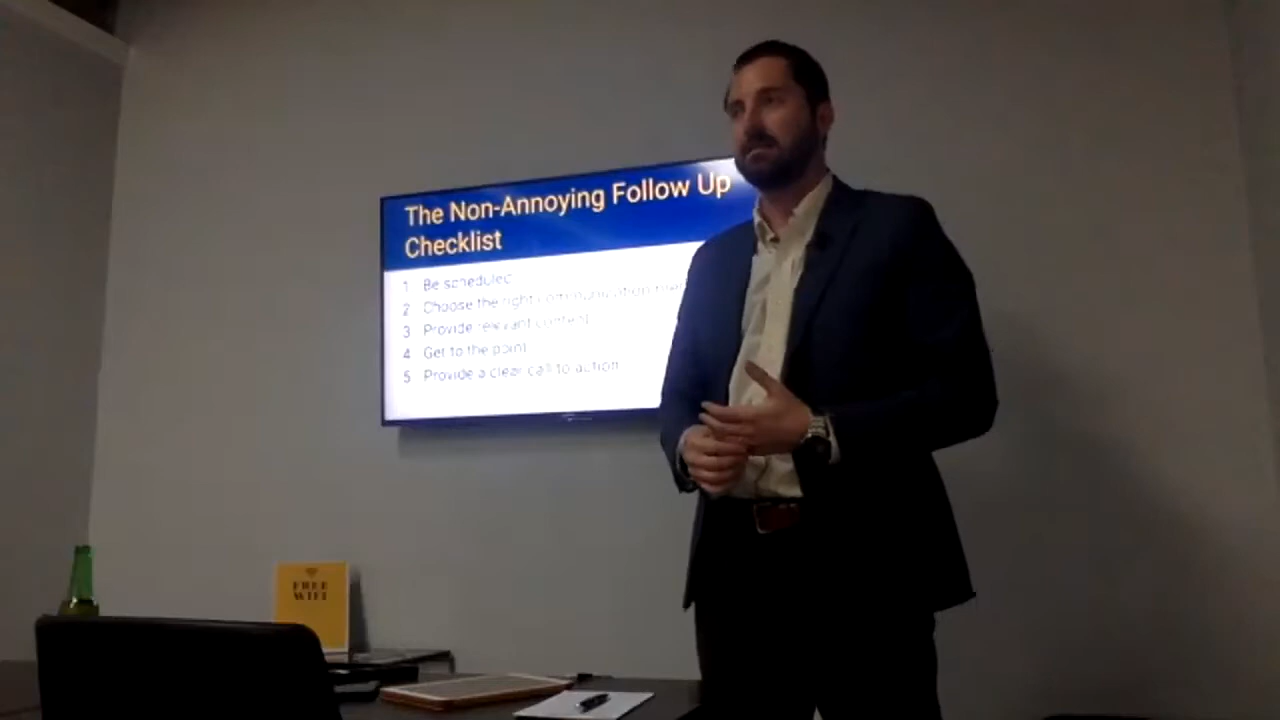 The Non-Annoying Follow Up
Checklist
1 Be scheduled
2 Choose the right communication
3 Provide relevant content
4 Get to the point
5 Provide a clear call to action
FREE
WIFI